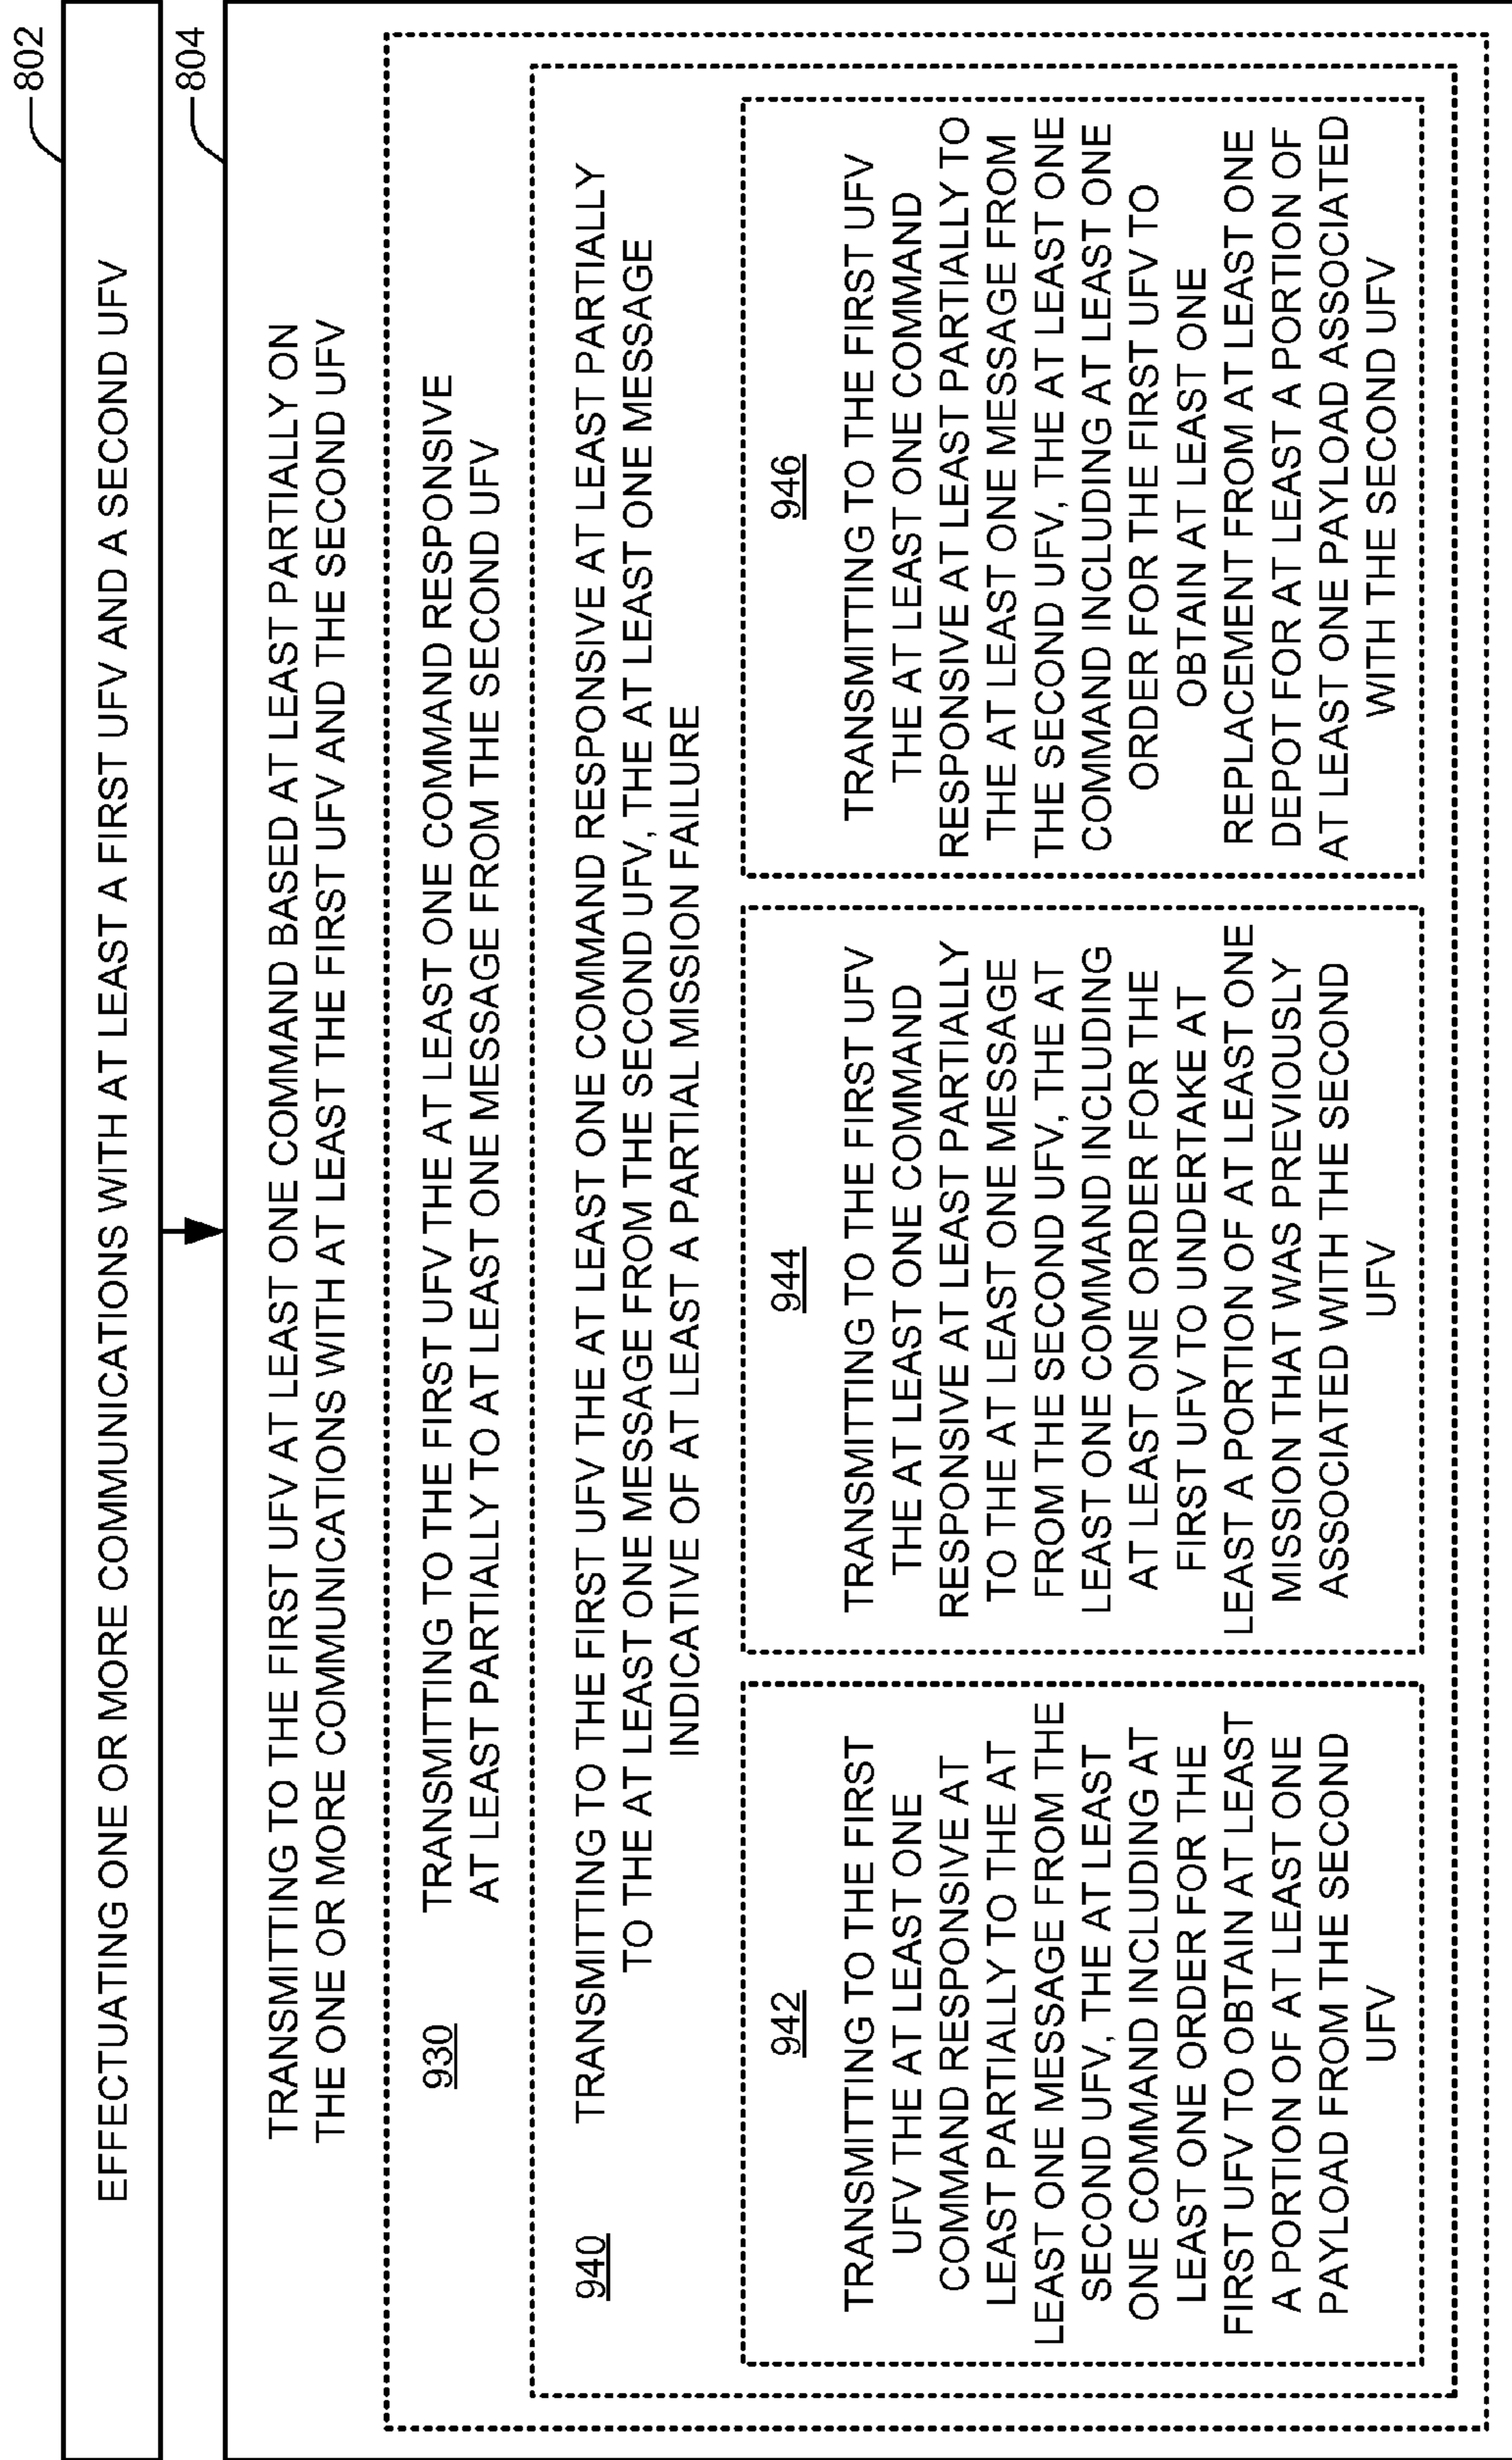 802
EFFECTUATING ONE OR MORE COMMUNICATIONS WITH AT LEAST A FIRST UFV AND A SECOND UFV
804
TRANSMITTING TO THE FIRST UFV AT LEAST ONE COMMAND BASED AT LEAST PARTIALLY ON
THE ONE OR MORE COMMUNICATIONS WITH AT LEAST THE FIRST UFV AND THE SECOND UFV
930 TRANSMITTING TO THE FIRST UFV THE AT LEAST ONE COMMAND RESPONSIVE
AT LEAST PARTIALLY TO AT LEAST ONE MESSAGE FROM THE SECOND UFV
940 TRANSMITTING TO THE FIRST UFV THE AT LEAST ONE COMMAND RESPONSIVE AT LEAST PARTIALLY
TO THE AT LEAST ONE MESSAGE FROM THE SECOND UFV, THE AT LEAST ONE MESSAGE
INDICATIVE OF AT LEAST A PARTIAL MISSION FAILURE
942
TRANSMITTING TO THE FIRST
UFV THE AT LEAST ONE
COMMAND RESPONSIVE AT
LEAST PARTIALLY TO THE AT
LEAST ONE MESSAGE FROM THE
SECOND UFV, THE AT LEAST
ONE COMMAND INCLUDING AT
LEAST ONE ORDER FOR THE
FIRST UFV TO OBTAIN AT LEAST
A PORTION OF AT LEAST ONE
PAYLOAD FROM THE SECOND
UFV
944
TRANSMITTING TO THE FIRST UFV
THE AT LEAST ONE COMMAND
RESPONSIVE AT LEAST PARTIALLY
TO THE AT LEAST ONE MESSAGE
FROM THE SECOND UFV, THE AT
LEAST ONE COMMAND INCLUDING
AT LEAST ONE ORDER FOR THE
FIRST UFV TO UNDERTAKE AT
LEAST A PORTION OF AT LEAST ONE
MISSION THAT WAS PREVIOUSLY
ASSOCIATED WITH THE SECOND
UFV
946
TRANSMITTING TO THE FIRST UFV
THE AT LEAST ONE COMMAND
RESPONSIVE AT LEAST PARTIALLY TO
THE AT LEAST ONE MESSAGE FROM
THE SECOND UFV, THE AT LEAST ONE
COMMAND INCLUDING AT LEAST ONE
ORDER FOR THE FIRST UFV TO
OBTAIN AT LEAST ONE
REPLACEMENT FROM AT LEAST ONE
DEPOT FOR AT LEAST A PORTION OF
AT LEAST ONE PAYLOAD ASSOCIATED
WITH THE SECOND UFV